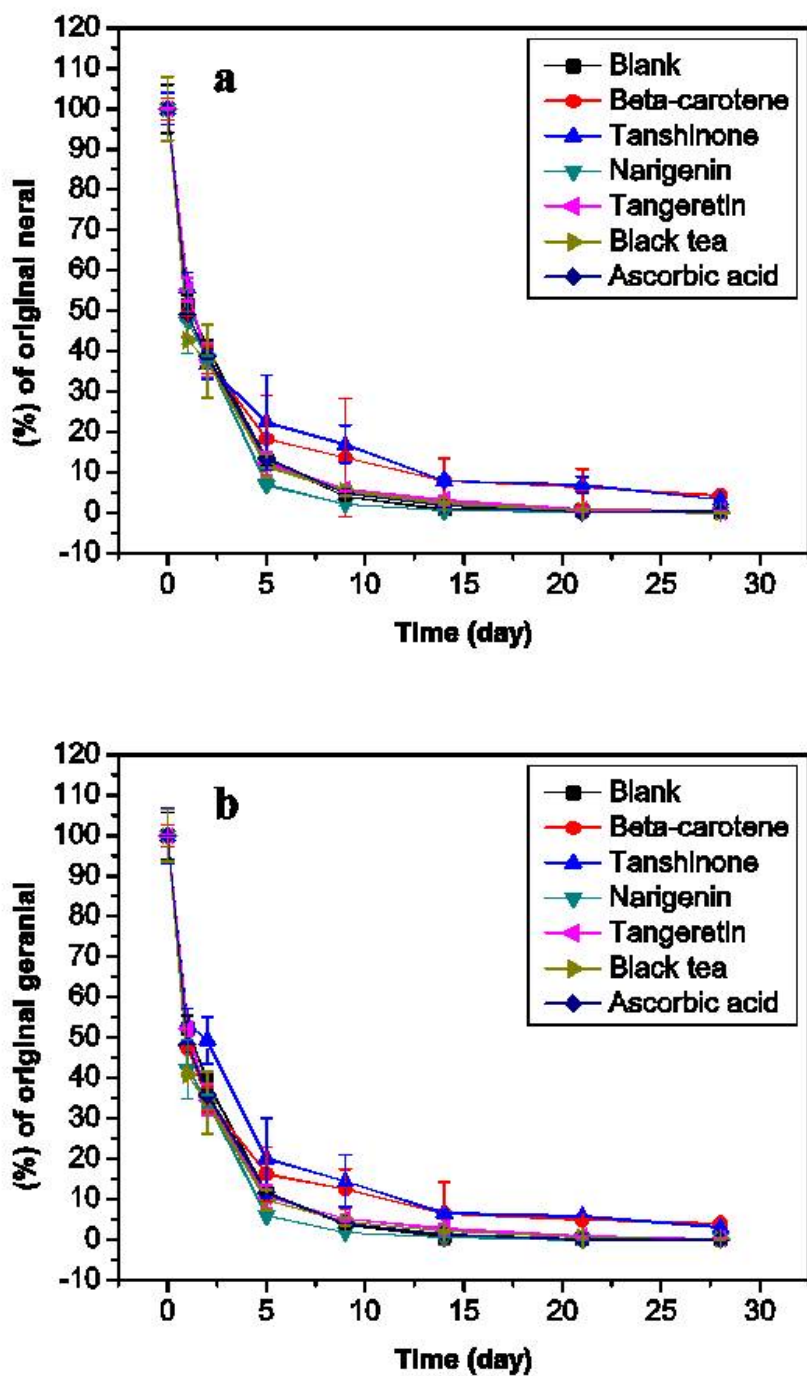 120
110
100
90
80
70
60
50
40
30
20
10
0
-10
(%) of original neral
a
Blank
Beta-carotene
Tanshinone
Narigenin
Tangeretin
Black tea
Ascorbic acid
0 5 10 15 20 25 30
Time (day)
120
110
100
90
80
70
60
50
40
30
20
10
0
-10
(%) of original geranial
b
Blank
Beta-carotene
Tanshinone
Narigenin
Tangeretin
Black tea
Ascorbic acid
0 5 10 15 20 25 30
Time (day)